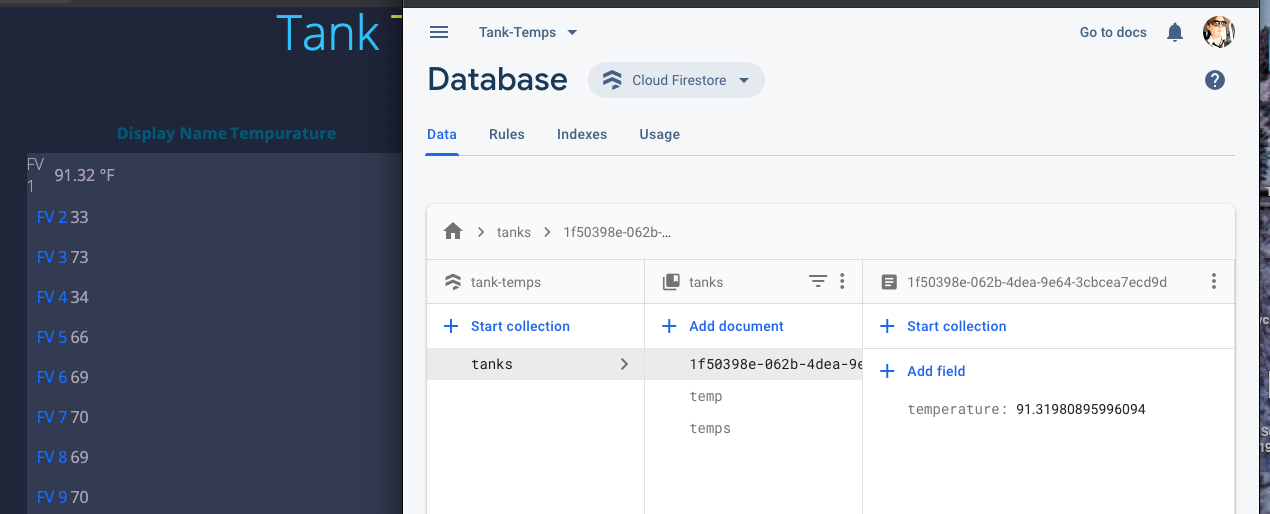 Tank
Display Name Tempurature
FV 1 91.32 °F
FV 2 33
FV 3 73
FV 4 34
FV 5 66
FV 6 69
FV 7 70
FV 8 69
FV 9 70
Tank-Temps
Go to docs
Database
Cloud Firestore
Data Rules Indexes Usage
tanks 1f50398e-062b-…
tank-temps
tanks
1f50398e-062b-4dea-9e64-3cbcea7ecd9d
Start collection
Add document
Start collection
tanks
1f50398e-062b-4dea-9e
Add field
temp
temperature: 91.31980895996094
temps